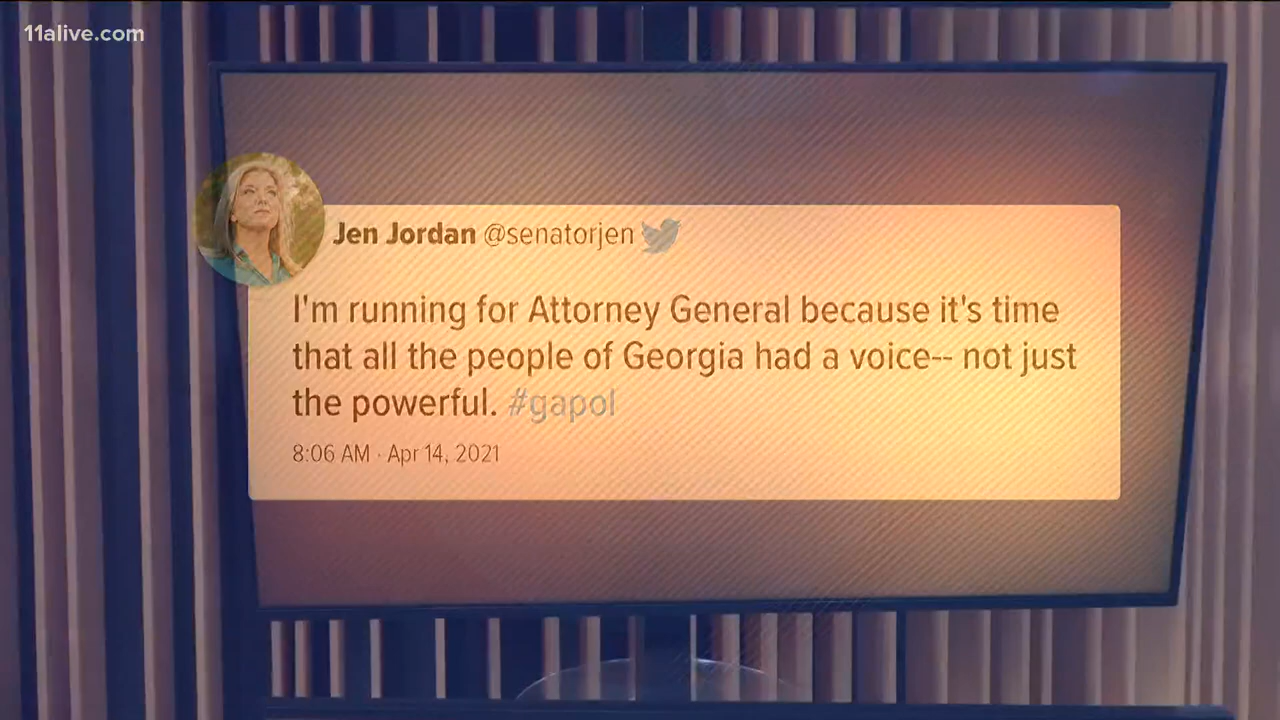 11alive.com
Jen Jordan @senatorjen
I'm running for Attorney General because it's time
that all the people of Georgia had a voice-- not just
the powerful. #gapol
8:06 AM · Apr 14, 2021